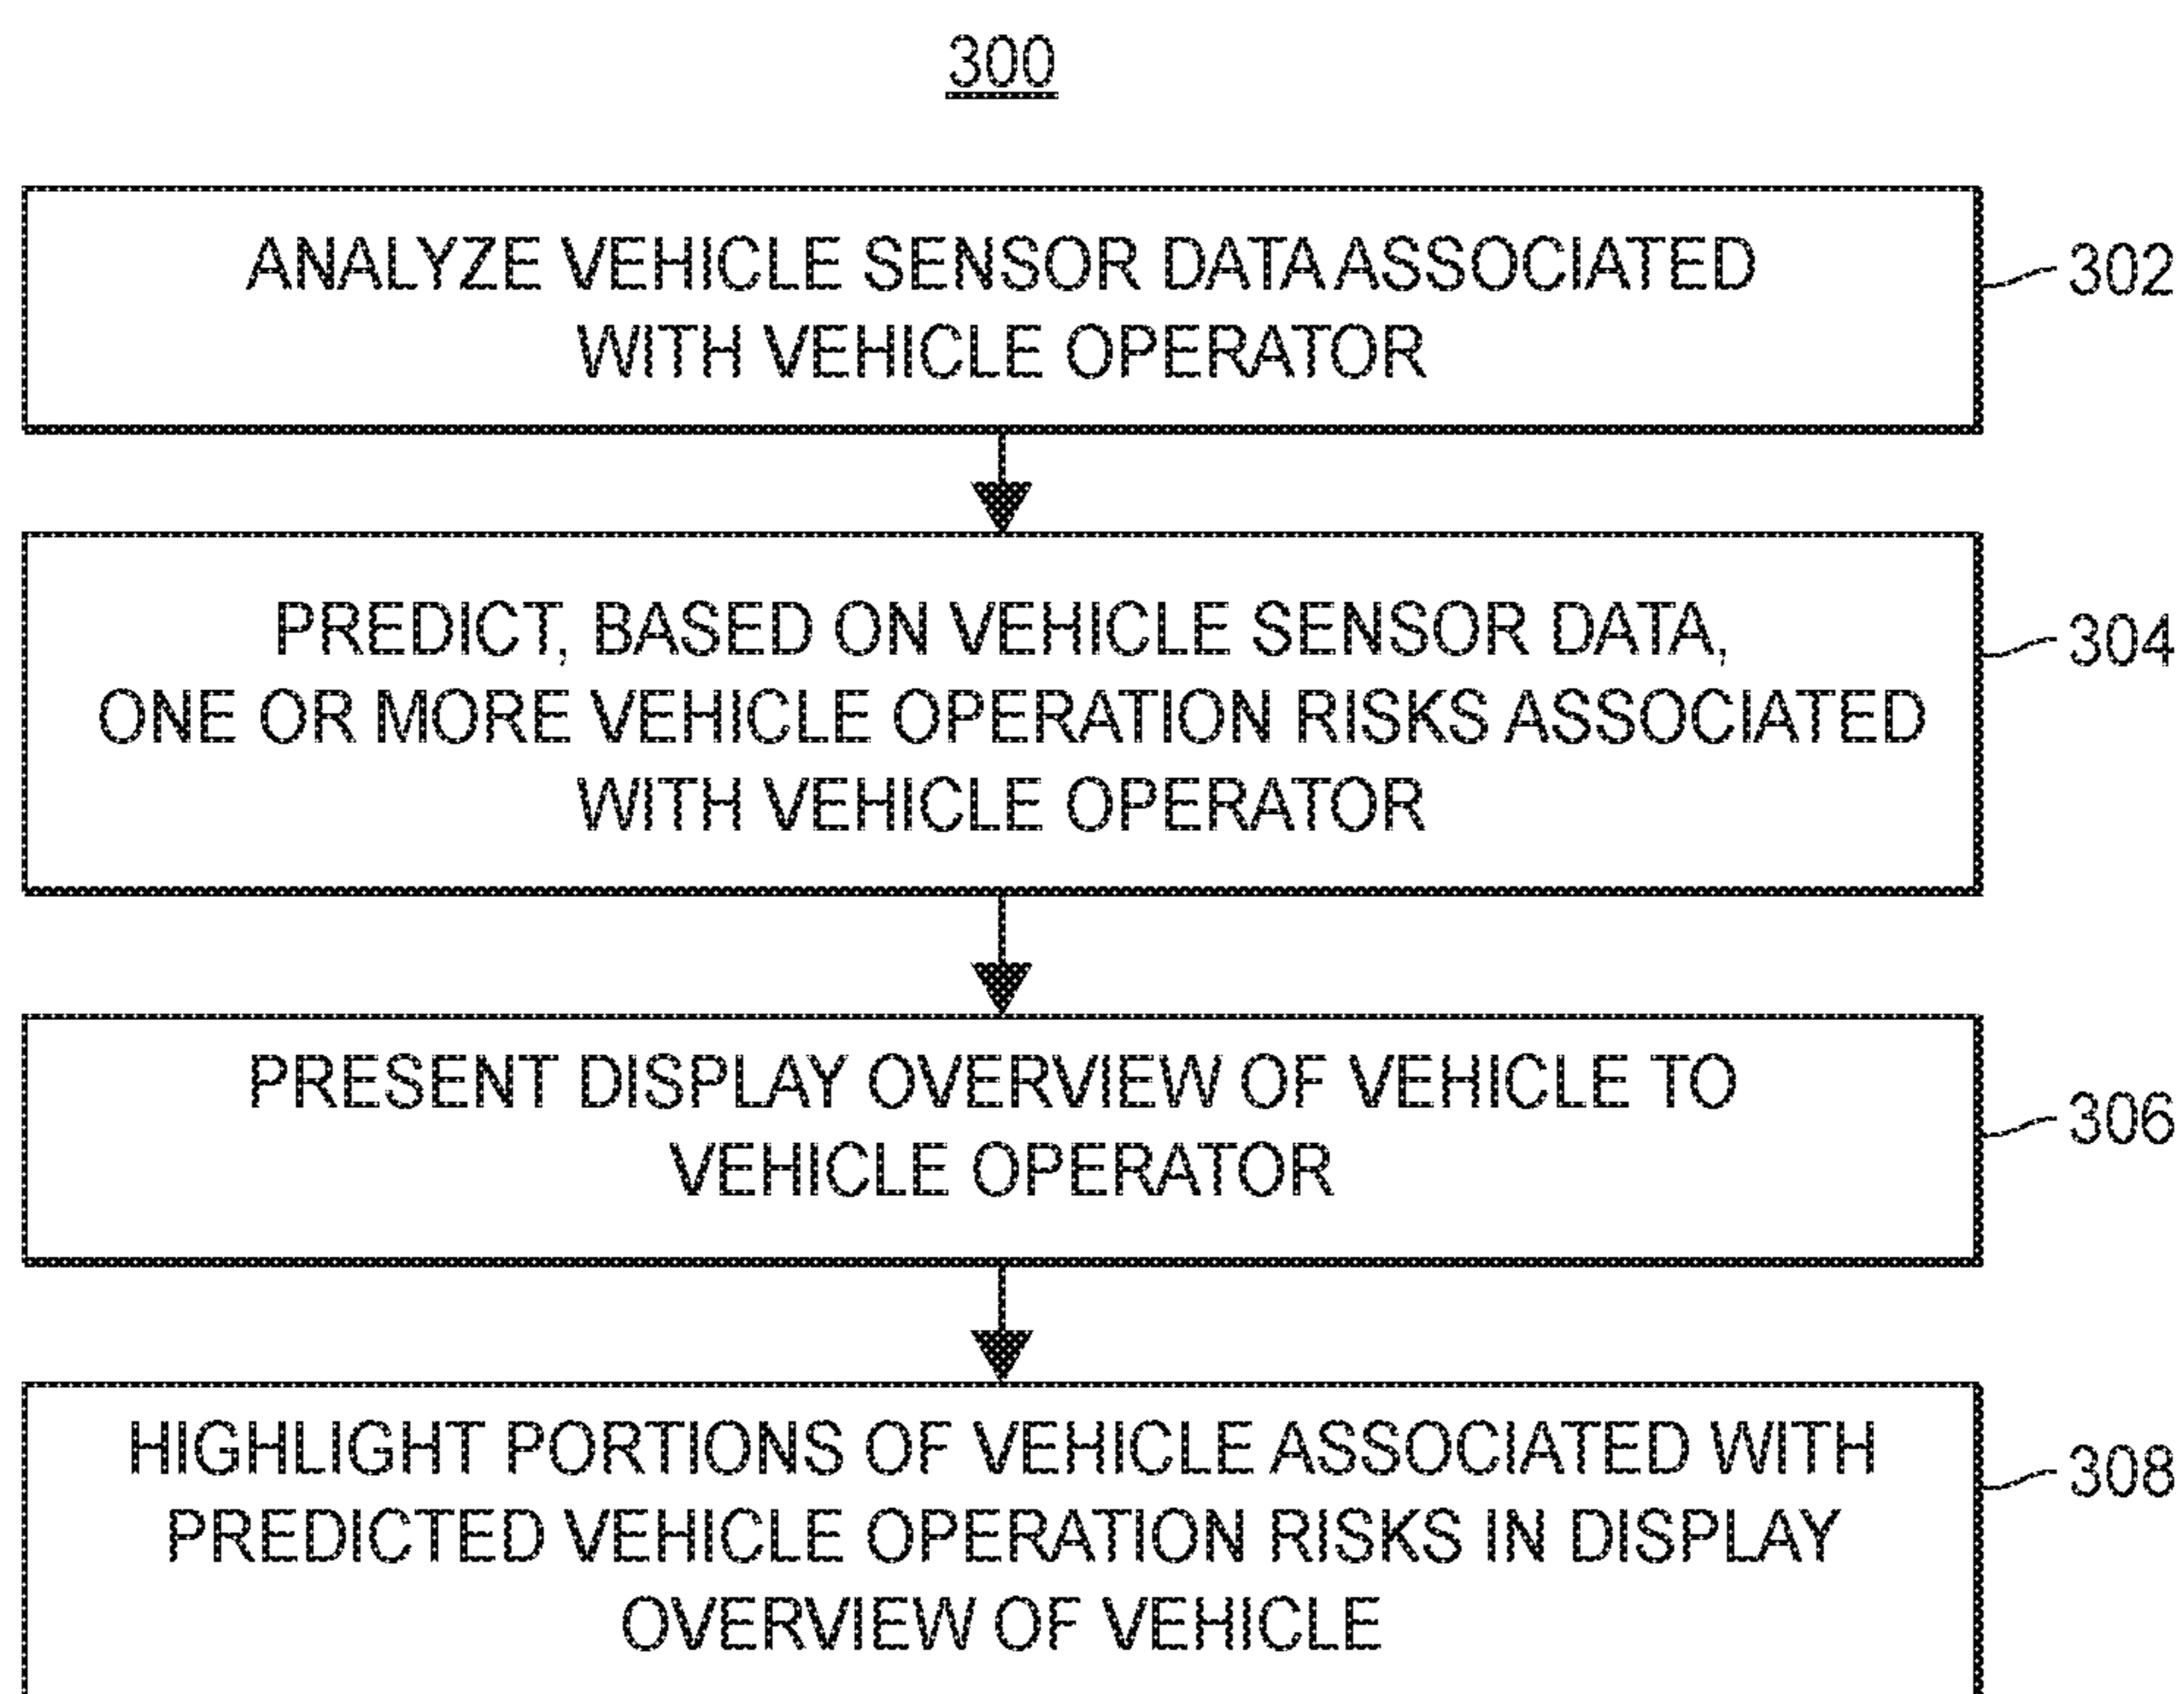 300
ANALYZE VEHICLE SENSOR DATA ASSOCIATED
WITH VEHICLE OPERATOR
302
PREDICT, BASED ON VEHICLE SENSOR DATA,
ONE OR MORE VEHICLE OPERATION RISKS ASSOCIATED
WITH VEHICLE OPERATOR
304
PRESENT DISPLAY OVERVIEW OF VEHICLE TO
VEHICLE OPERATOR
306
HIGHLIGHT PORTIONS OF VEHICLE ASSOCIATED WITH
PREDICTED VEHICLE OPERATION RISKS IN DISPLAY
OVERVIEW OF VEHICLE
308